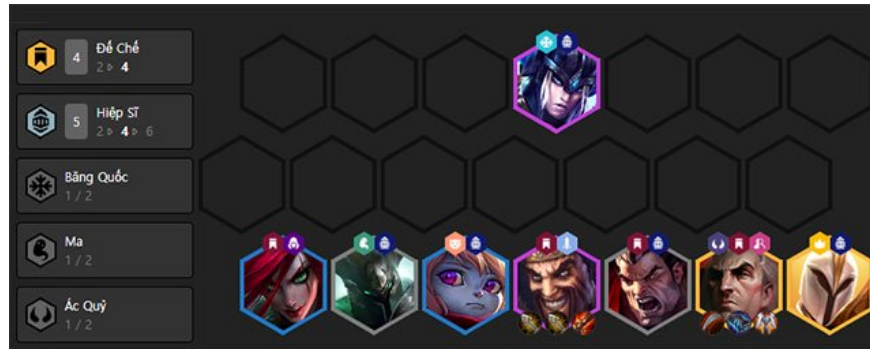 4 Đế Chế
2 ▹ 4
5 Hiệp Sĩ
2 ▹ 4 ▹ 6
Băng Quốc
1 / 2
Ma
1 / 2
Ác Quỷ
1 / 2